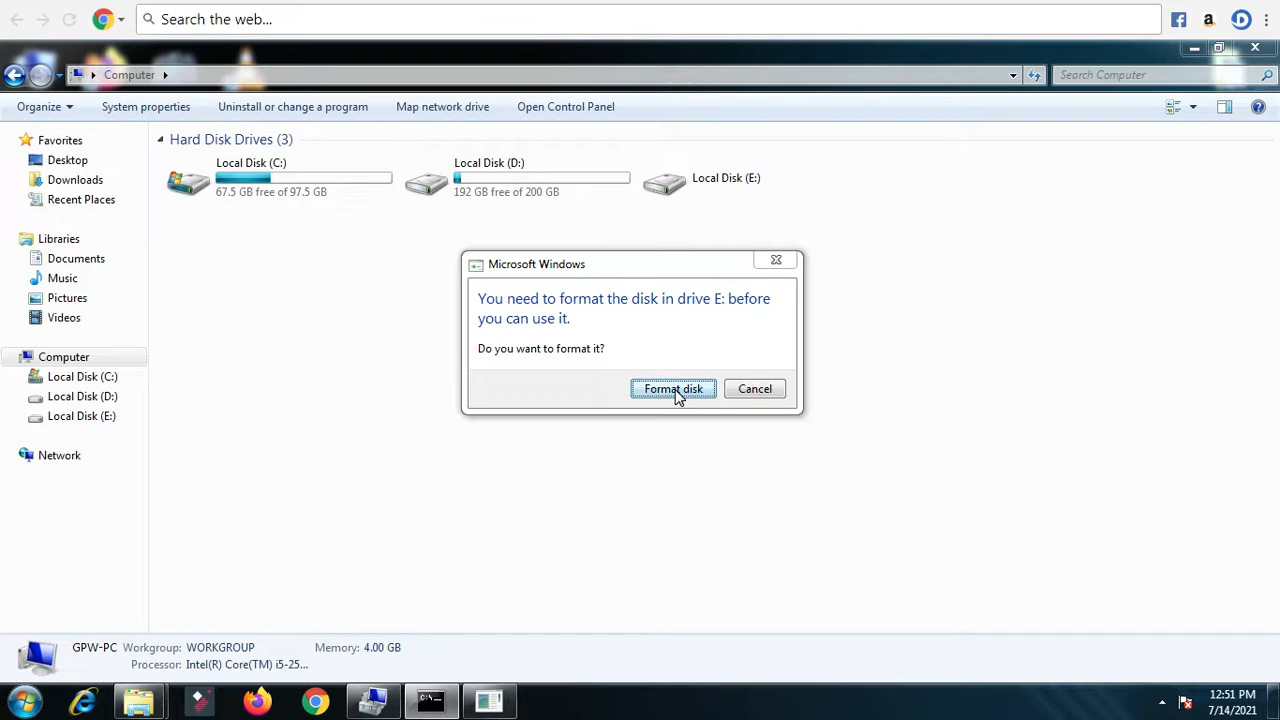 Search the web...
Computer
Search Computer
Organize
System properties
Uninstall or change a program
Map network drive
Open Control Panel
Favorites
Desktop
Downloads
Recent Places
Libraries
Documents
Music
Pictures
Videos
Computer
Local Disk (C:)
Local Disk (D:)
Local Disk (E:)
Network
Hard Disk Drives (3)
Local Disk (C:)
67.5 GB free of 97.5 GB
Local Disk (D:)
192 GB free of 200 GB
Local Disk (E:)
Microsoft Windows
You need to format the disk in drive E: before
you can use it.
Do you want to format it?
Format disk
Cancel
GPW-PC Workgroup: WORKGROUP Memory: 4.00 GB
Processor: Intel(R) Core(TM) i5-25...
12:51 PM
7/14/2021